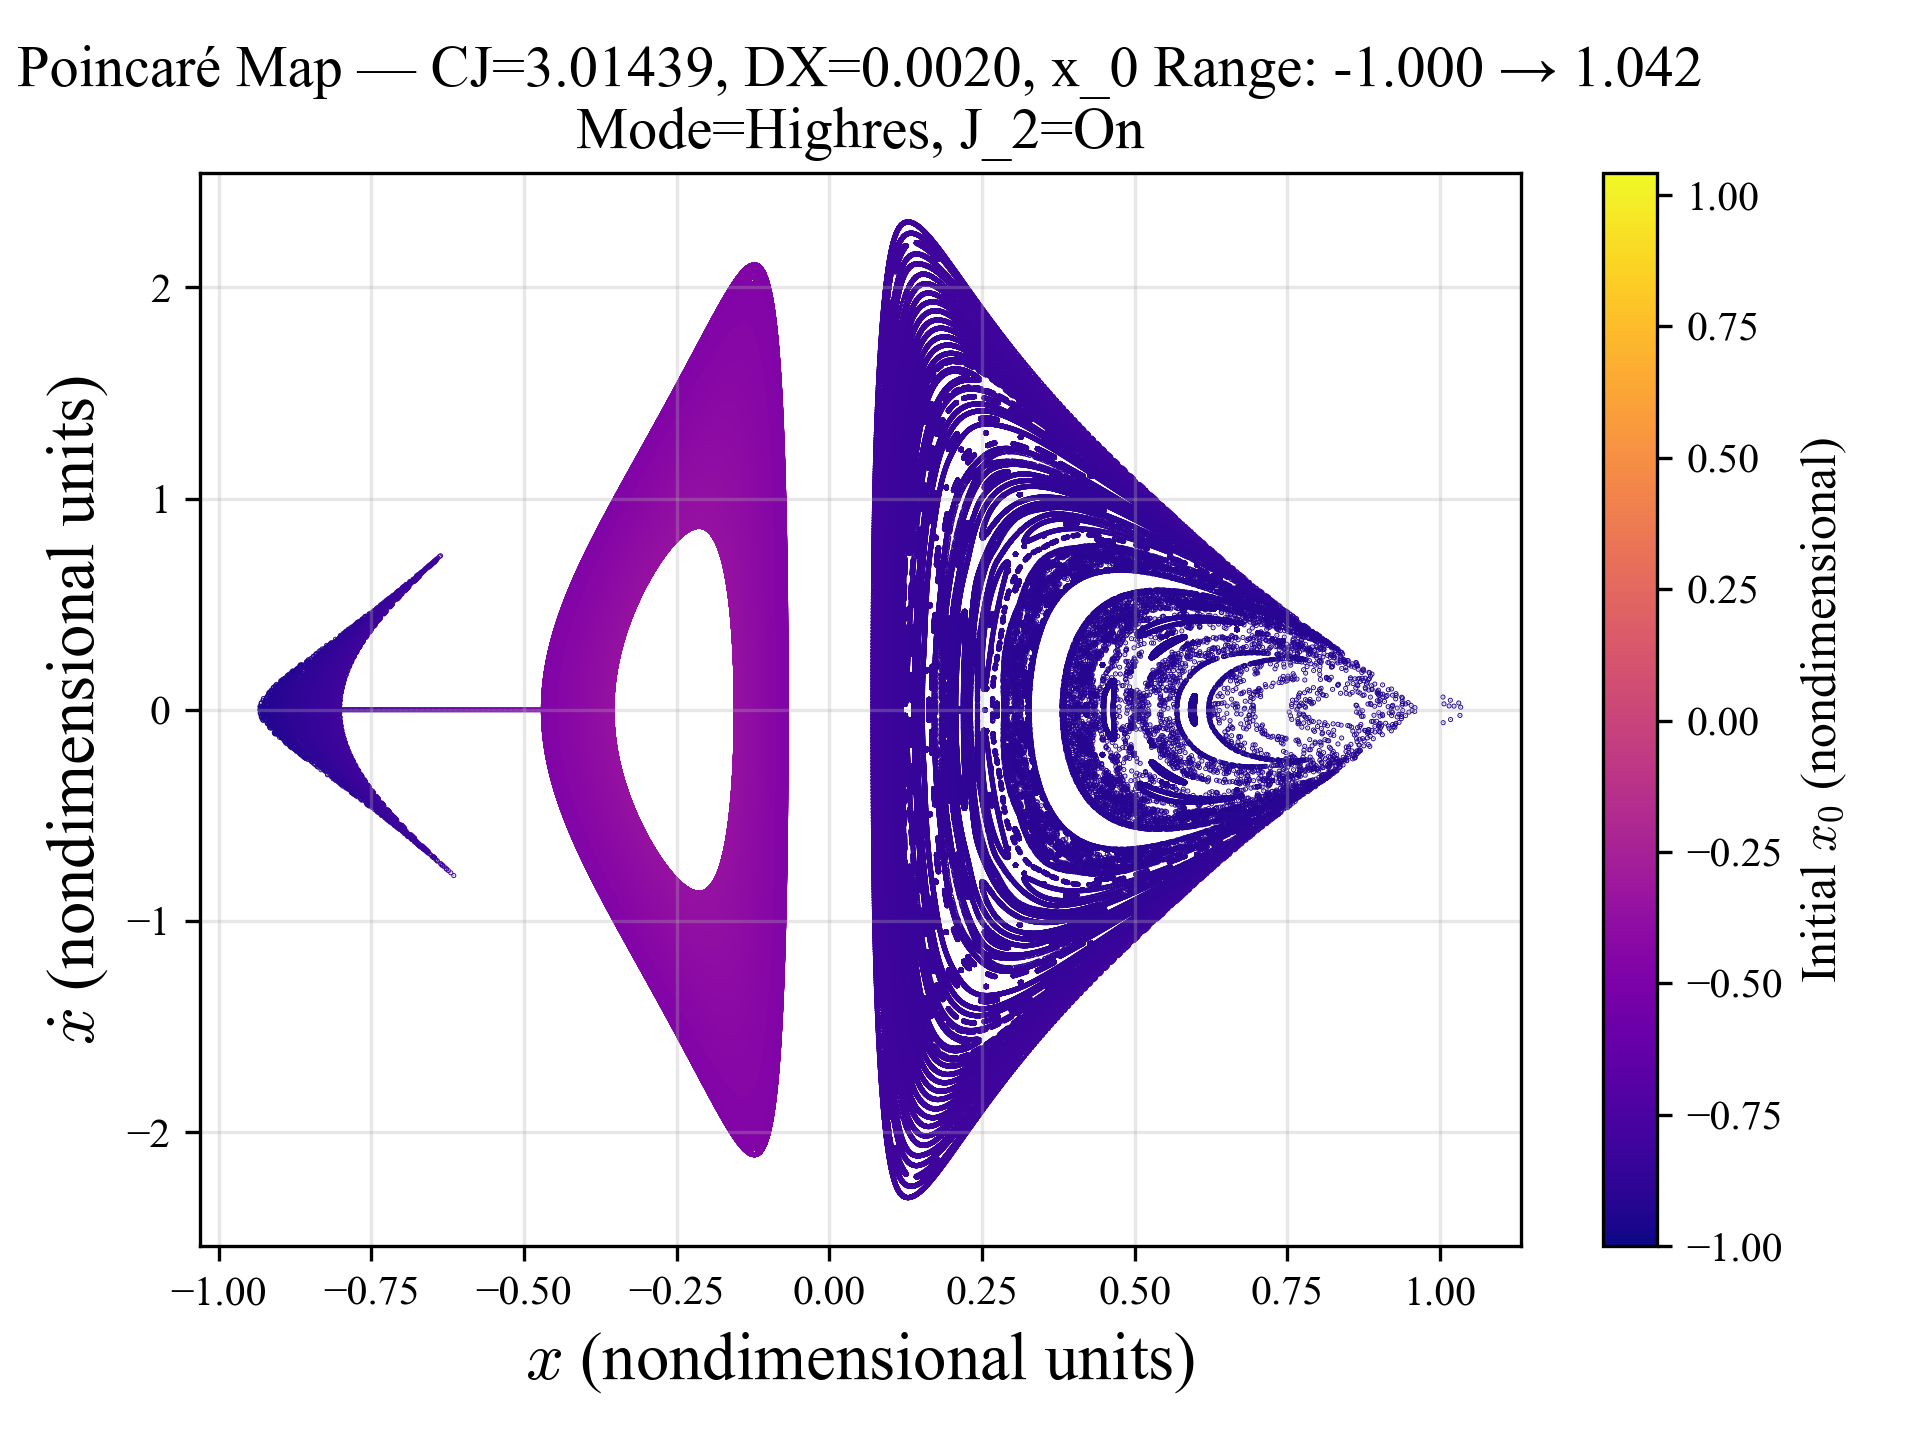 Poincaré Map — CJ=3.01439, DX=0.0020, x_0 Range: -1.000 → 1.042
Mode=Highres, J_2=On
ẋ (nondimensional units)
2
1
0
−1
−2
−1.00 −0.75 −0.50 −0.25 0.00 0.25 0.50 0.75 1.00
x (nondimensional units)
1.00
0.75
0.50
0.25
0.00
−0.25
−0.50
−0.75
−1.00
Initial x₀ (nondimensional)